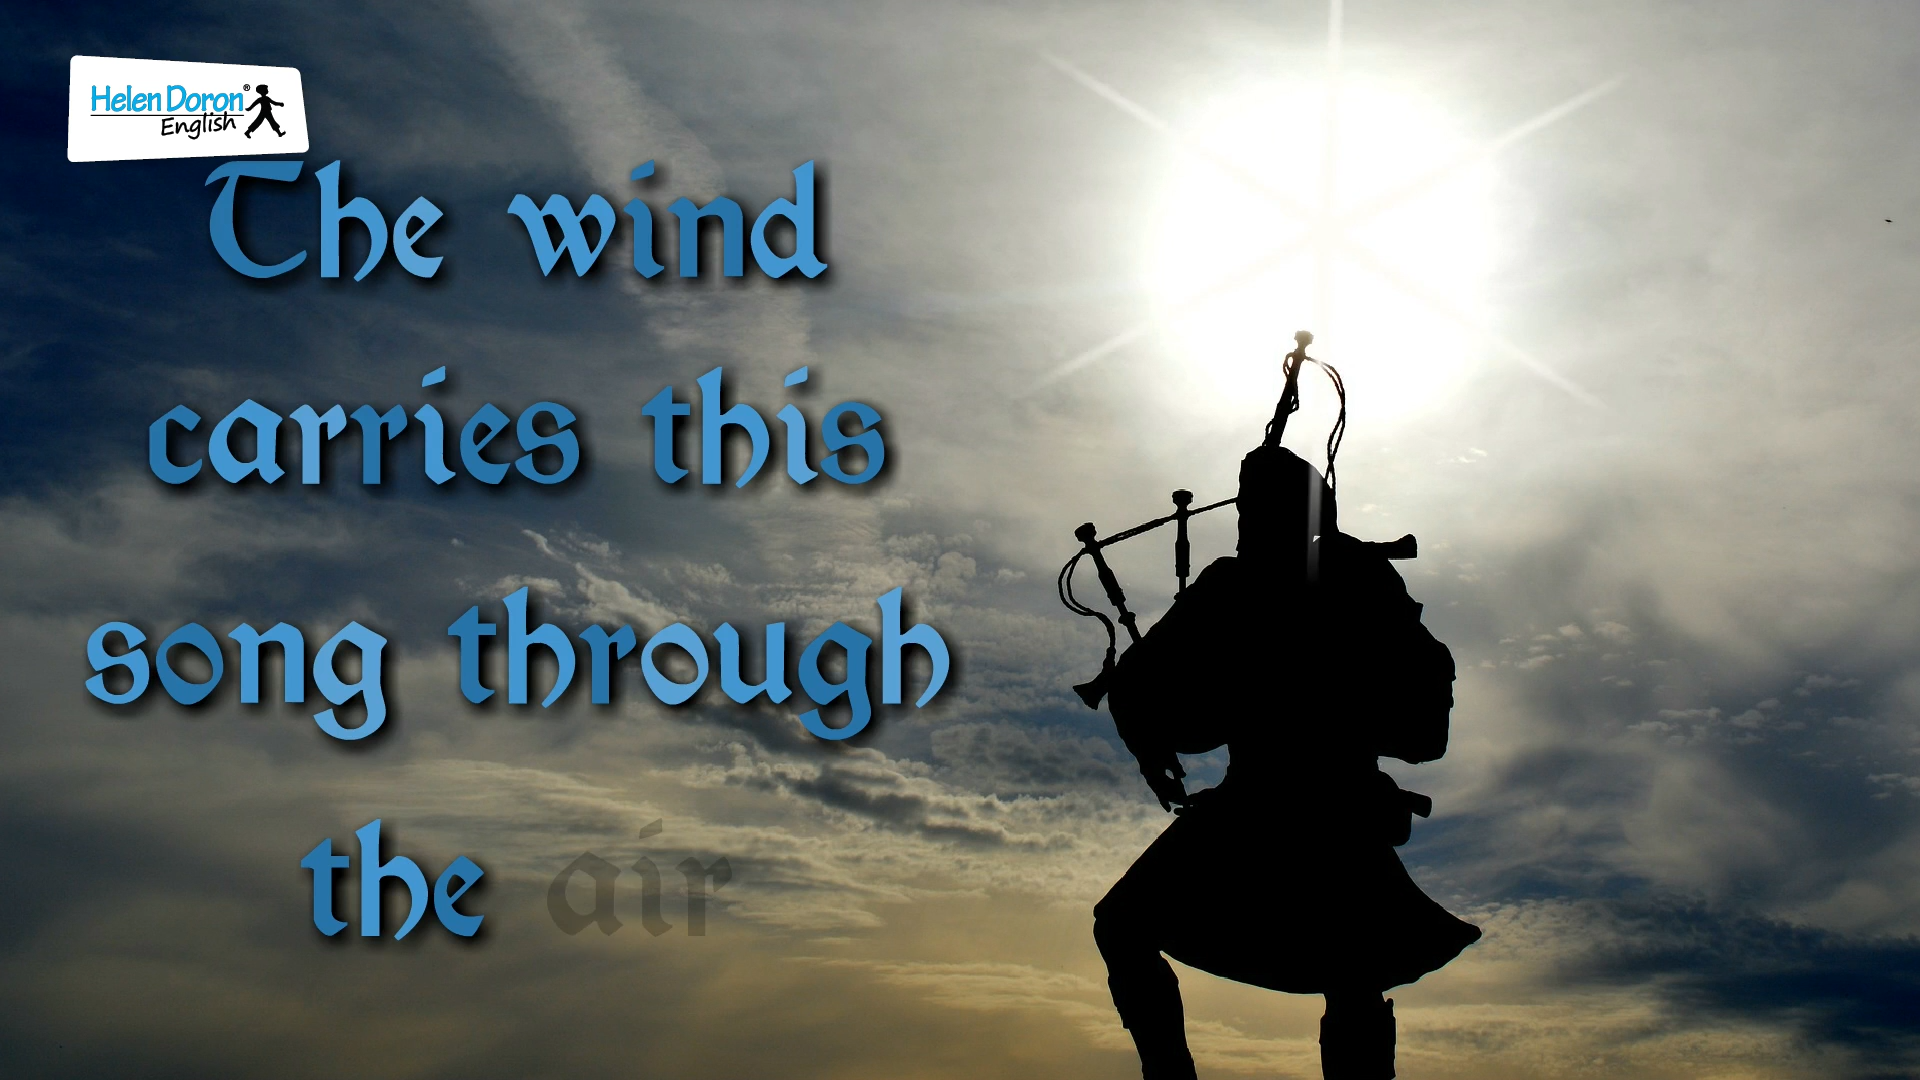 Helen Doron®
English
The wind
carries this
song through
the air